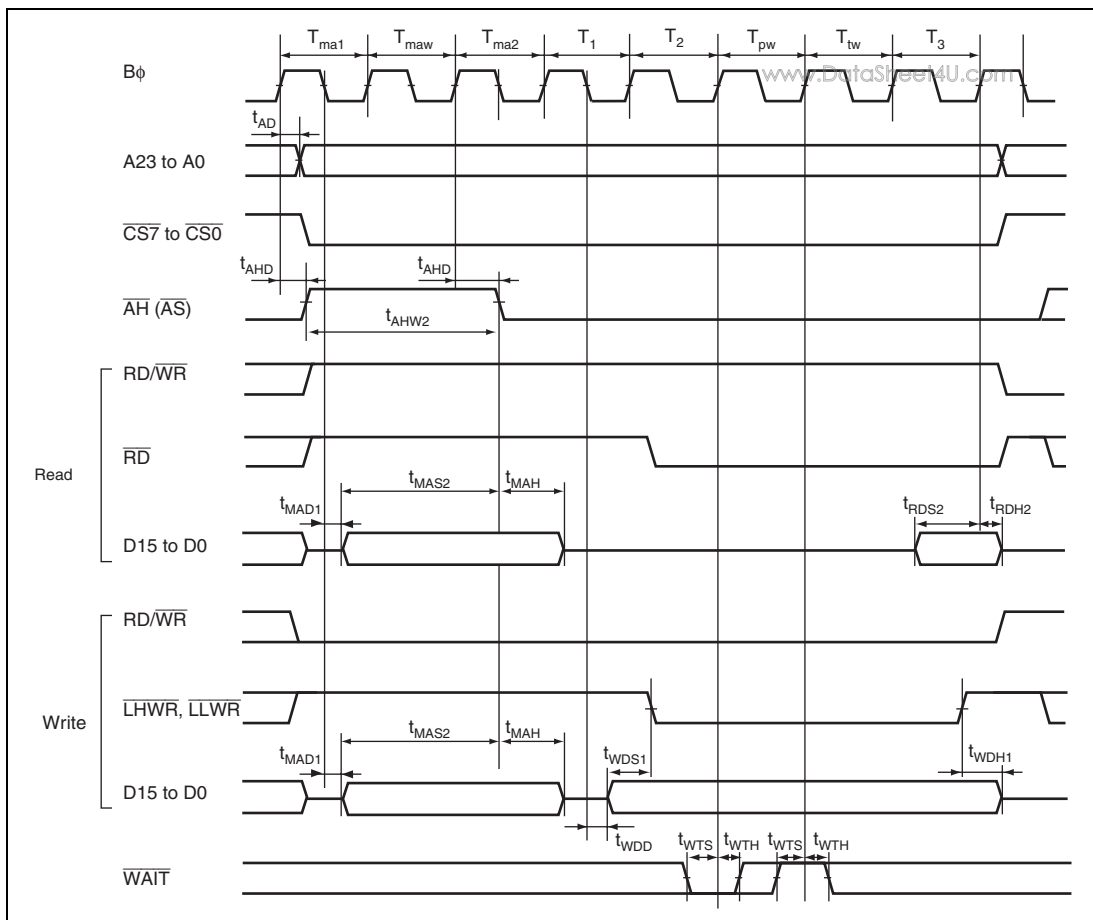 Tma1 Tmaw Tma2 T1 T2 Tpw Ttw T3
Bφ
www.DataSheet4U.com
tAD
A23 to A0
CS7 to CS0
tAHD tAHD
AH (AS)
tAHW2
Read
RD/WR
RD
tMAD1 tMAS2 tMAH tRDS2 tRDH2
D15 to D0
Write
RD/WR
LHWR, LLWR
tMAD1 tMAS2 tMAH tWDS1 tWDH1
D15 to D0
tWDD
tWTS tWTH tWTS tWTH
WAIT